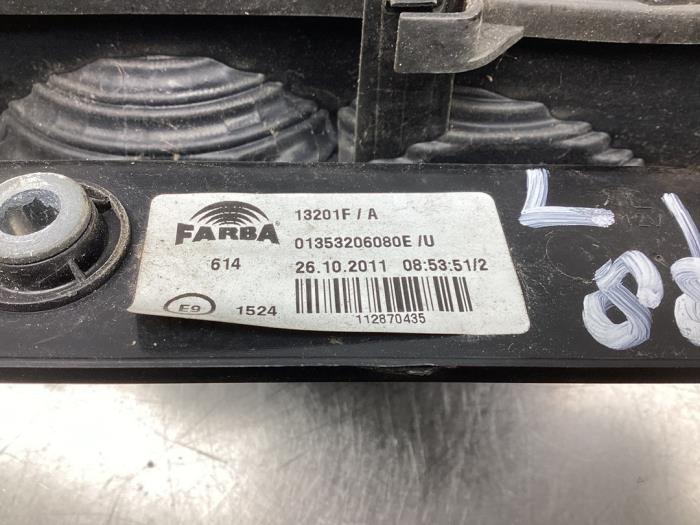 FARBA
614
E9 1524
13201F / A
01353206080E /U
26.10.2011 08:53:51/2
112870435
L